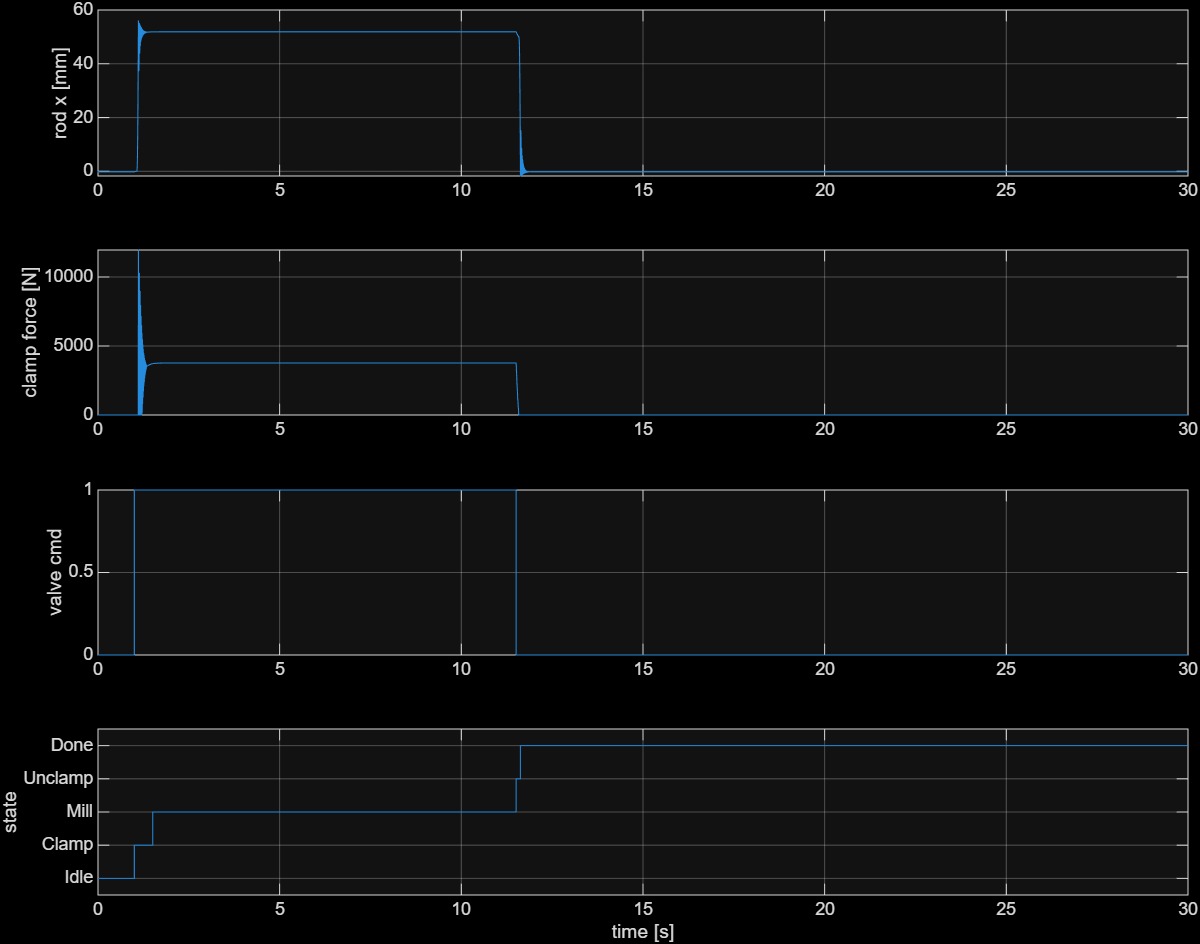 rod x [mm]
60
40
20
0
0 5 10 15 20 25 30
clamp force [N]
10000
5000
0
0 5 10 15 20 25 30
valve cmd
1
0.5
0
0 5 10 15 20 25 30
state
Done
Unclamp
Mill
Clamp
Idle
0 5 10 15 20 25 30
time [s]